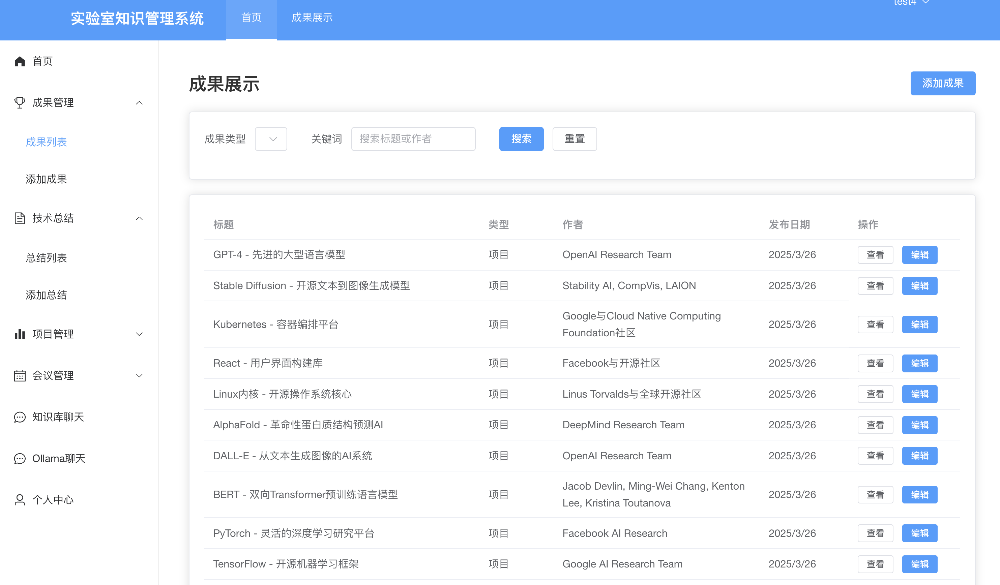 实验室知识管理系统
首页
成果展示
test4
首页
成果管理
成果列表
添加成果
技术总结
总结列表
添加总结
项目管理
会议管理
知识库聊天
Ollama聊天
个人中心
成果展示
添加成果
成果类型
关键词
搜索标题或作者
搜索
重置
标题 类型 作者 发布日期 操作
GPT-4 - 先进的大型语言模型 项目 OpenAI Research Team 2025/3/26 查看 编辑
Stable Diffusion - 开源文本到图像生成模型 项目 Stability AI, CompVis, LAION 2025/3/26 查看 编辑
Kubernetes - 容器编排平台 项目 Google与Cloud Native Computing
Foundation社区 2025/3/26 查看 编辑
React - 用户界面构建库 项目 Facebook与开源社区 2025/3/26 查看 编辑
Linux内核 - 开源操作系统核心 项目 Linus Torvalds与全球开源社区 2025/3/26 查看 编辑
AlphaFold - 革命性蛋白质结构预测AI 项目 DeepMind Research Team 2025/3/26 查看 编辑
DALL-E - 从文本生成图像的AI系统 项目 OpenAI Research Team 2025/3/26 查看 编辑
BERT - 双向Transformer预训练语言模型 项目 Jacob Devlin, Ming-Wei Chang, Kenton
Lee, Kristina Toutanova 2025/3/26 查看 编辑
PyTorch - 灵活的深度学习研究平台 项目 Facebook AI Research 2025/3/26 查看 编辑
TensorFlow - 开源机器学习框架 项目 Google AI Research Team 2025/3/26 查看 编辑